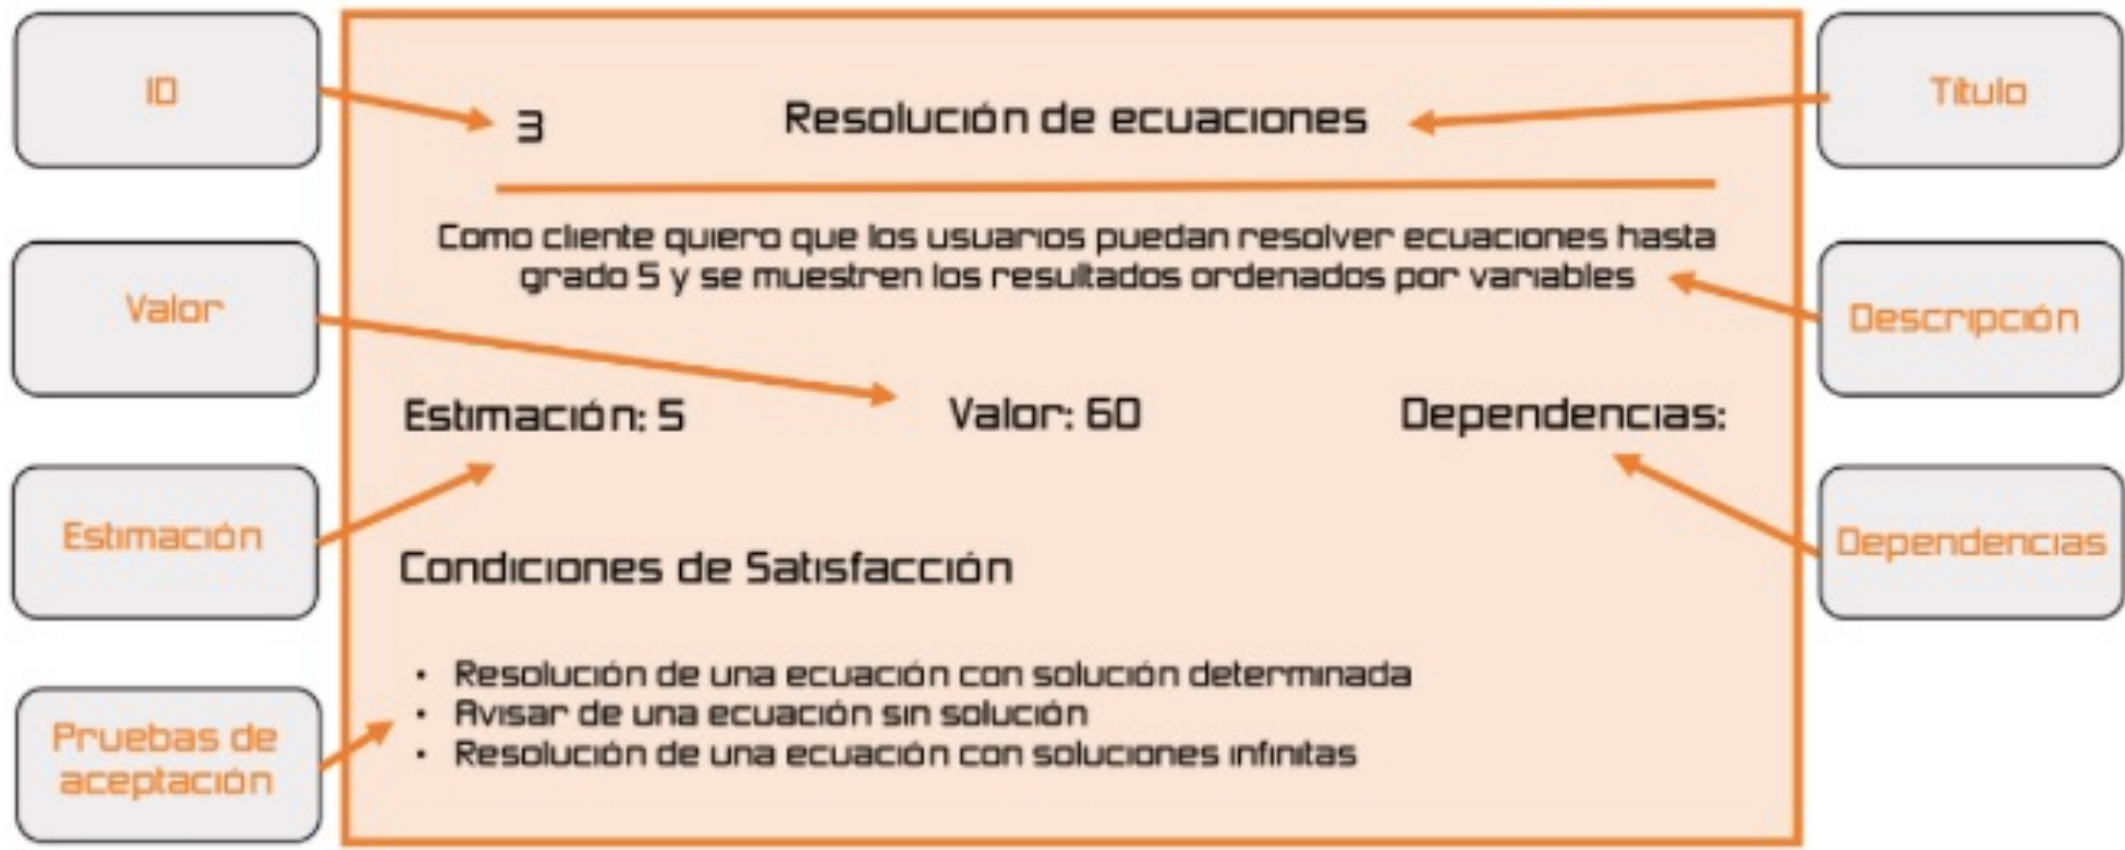 ID
Título
3
Resolución de ecuaciones
Como cliente quiero que los usuarios puedan resolver ecuaciones hasta
grado 5 y se muestren los resultados ordenados por variables
Valor
Descripción
Estimación: 5
Valor: 60
Dependencias:
Estimación
Dependencias
Condiciones de Satisfacción
• Resolución de una ecuación con solución determinada
• Avisar de una ecuación sin solución
• Resolución de una ecuación con soluciones infinitas
Pruebas de
aceptación